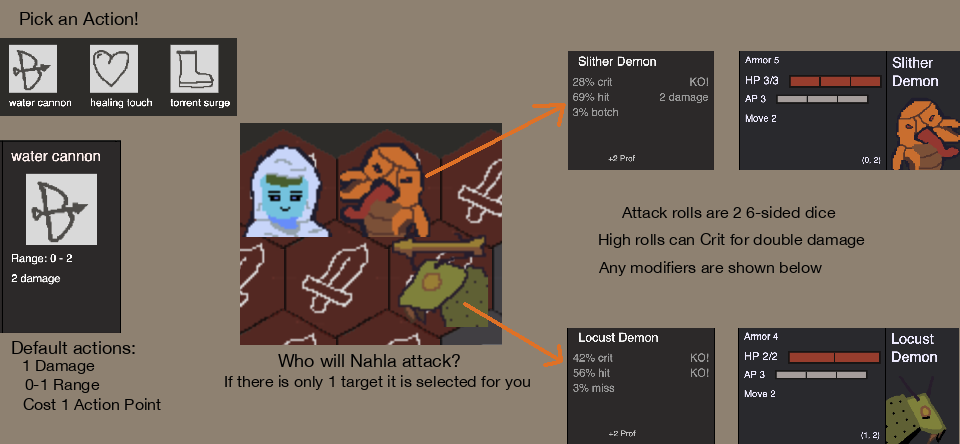 Pick an Action!
water cannon
healing touch
torrent surge
water cannon
Range: 0 - 2
2 damage
Default actions:
1 Damage
0-1 Range
Cost 1 Action Point
Who will Nahla attack?
If there is only 1 target it is selected for you
Slither Demon
28% crit KO!
69% hit 2 damage
3% botch
+2 Prof
Armor 5
HP 3/3
AP 3
Move 2
(0, 2)
Slither
Demon
Attack rolls are 2 6-sided dice
High rolls can Crit for double damage
Any modifiers are shown below
Locust Demon
42% crit KO!
56% hit KO!
3% miss
+2 Prof
Armor 4
HP 2/2
AP 3
Move 2
(1, 2)
Locust
Demon